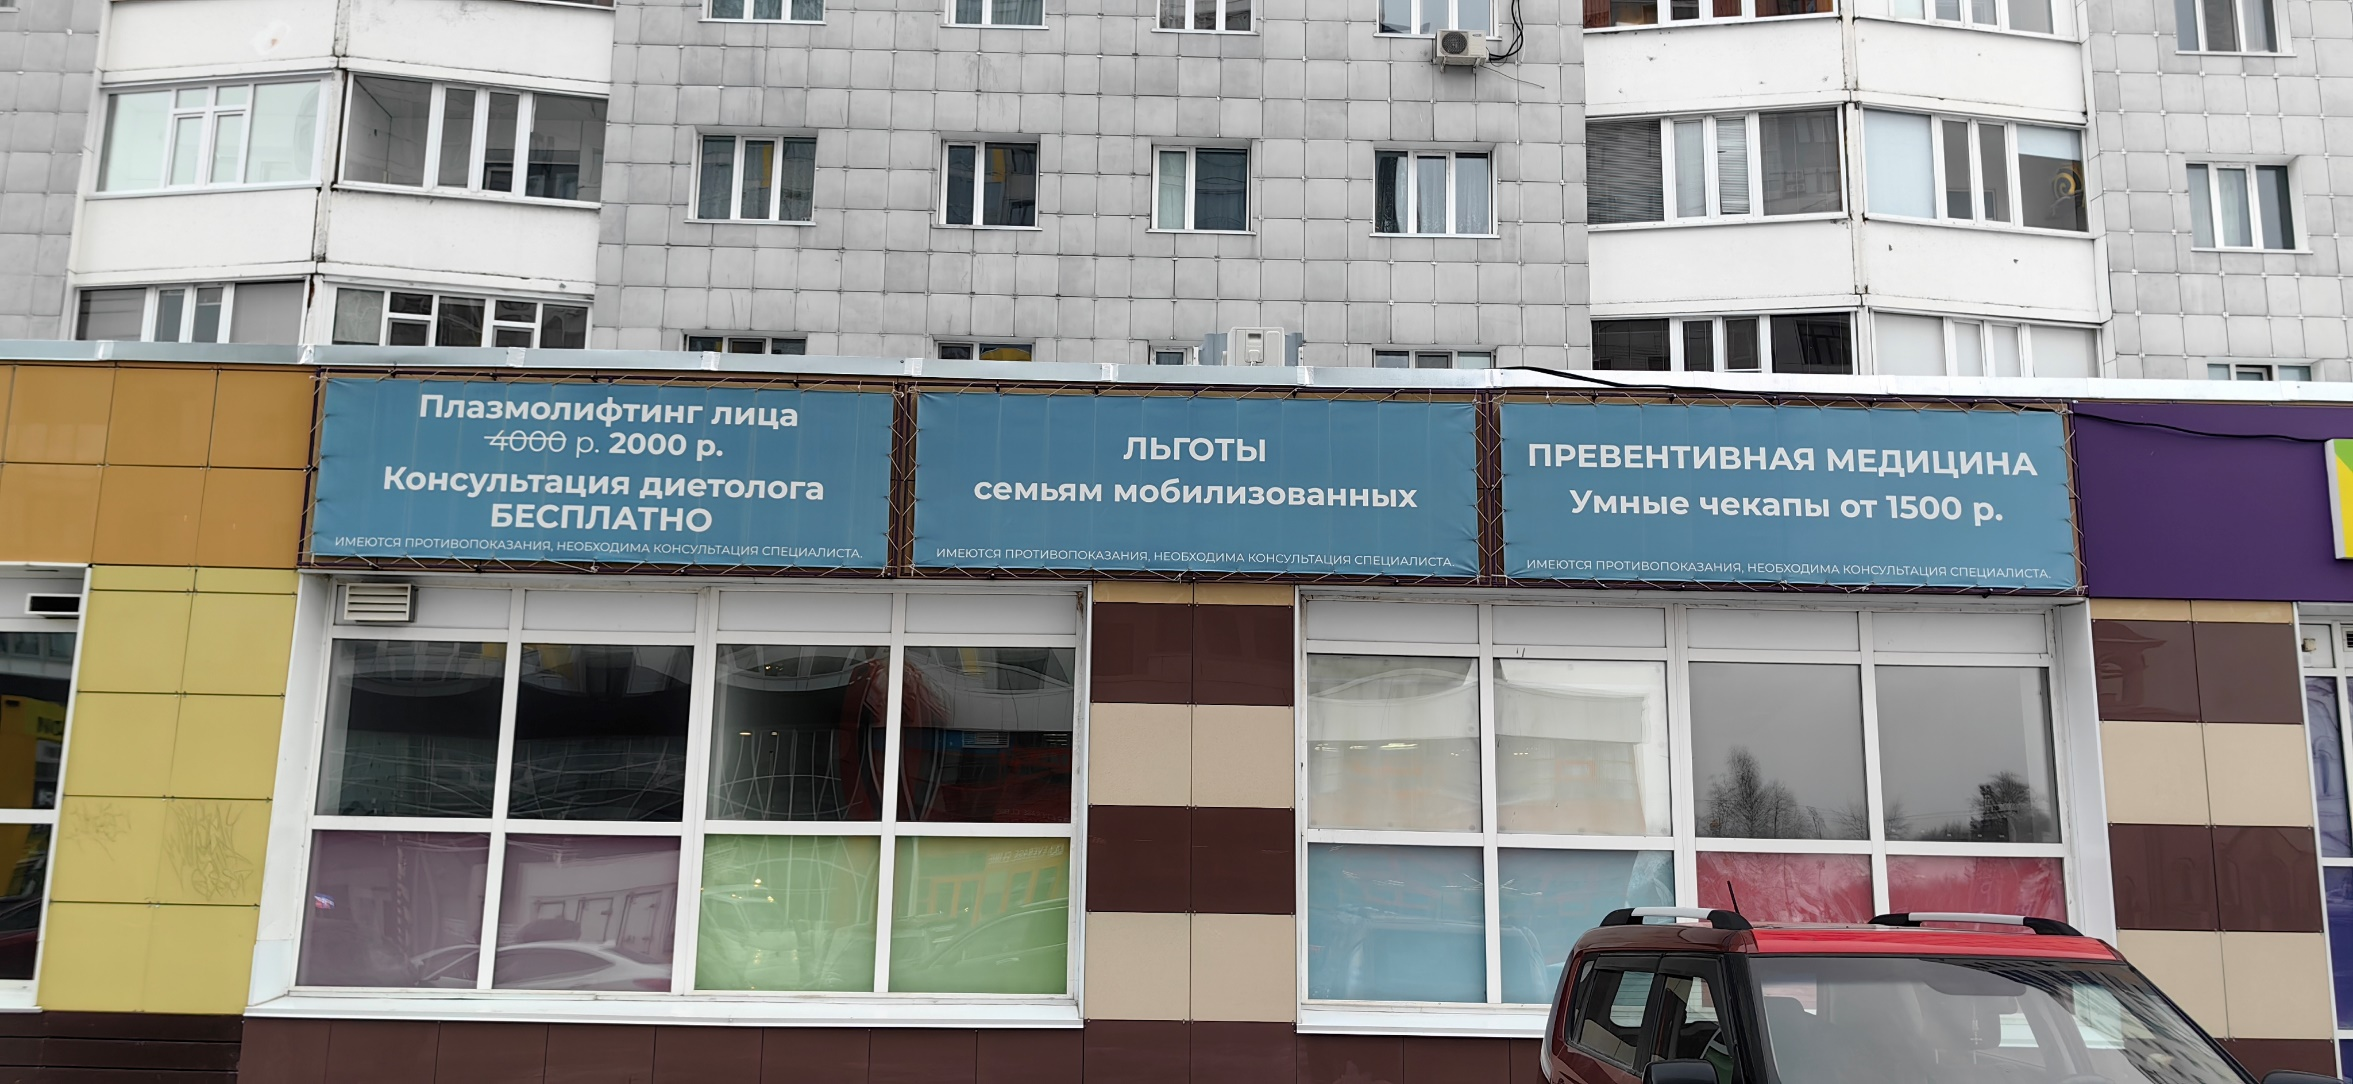 Плазмолифтинг лица
4000 р. 2000 р.
Консультация диетолога
БЕСПЛАТНО
ИМЕЮТСЯ ПРОТИВОПОКАЗАНИЯ, НЕОБХОДИМА КОНСУЛЬТАЦИЯ СПЕЦИАЛИСТА.
ЛЬГОТЫ
семьям мобилизованных
ИМЕЮТСЯ ПРОТИВОПОКАЗАНИЯ, НЕОБХОДИМА КОНСУЛЬТАЦИЯ СПЕЦИАЛИСТА.
ПРЕВЕНТИВНАЯ МЕДИЦИНА
Умные чекапы от 1500 р.
ИМЕЮТСЯ ПРОТИВОПОКАЗАНИЯ, НЕОБХОДИМА КОНСУЛЬТАЦИЯ СПЕЦИАЛИСТА.